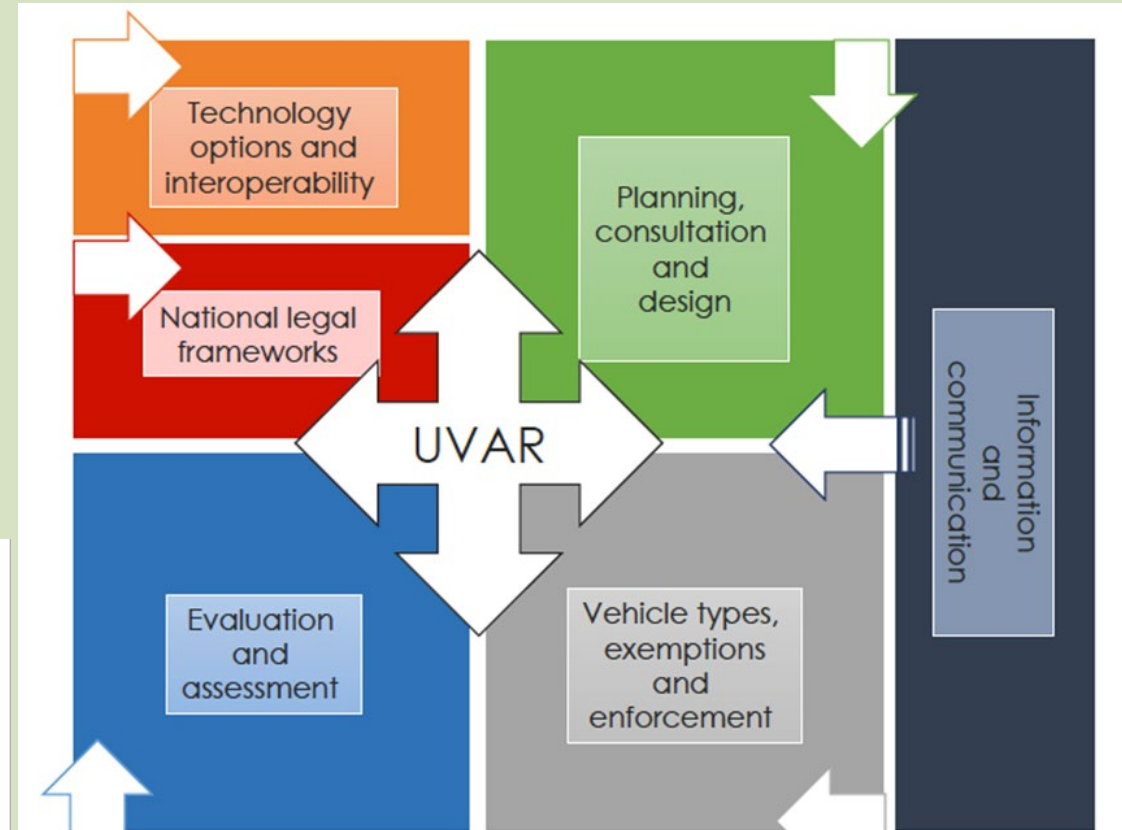 Technology
options and
interoperability
National legal
frameworks
Planning,
consultation
and
design
UVAR
Evaluation
and
assessment
Vehicle types,
exemptions
and
enforcement
Information
and
communication